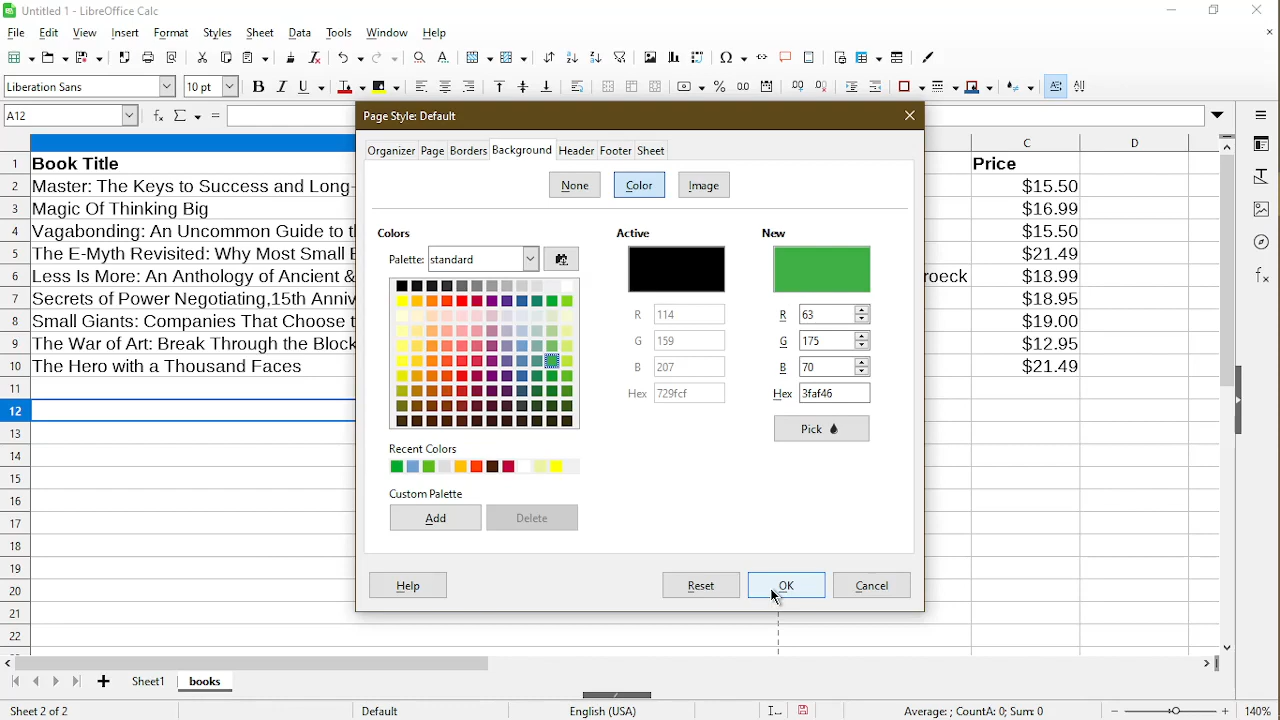 Untitled 1 - LibreOffice Calc
File Edit View Insert Format Styles Sheet Data Tools Window Help
Liberation Sans 10 pt
A12
Page Style: Default
Organizer Page Borders Background Header Footer Sheet
None Color Image
Colors Active New
Palette: standard
R 114 R 63
G 159 G 175
B 207 B 70
Hex 729fcf Hex 3faf46
Pick
Recent Colors
Custom Palette
Add Delete
Help Reset OK Cancel
C D
1 Book Title Price
2 Master: The Keys to Success and Long- $15.50
3 Magic Of Thinking Big $16.99
4 Vagabonding: An Uncommon Guide to t $15.50
5 The E-Myth Revisited: Why Most Small $21.49
6 Less Is More: An Anthology of Ancient & roeck $18.99
7 Secrets of Power Negotiating,15th Anniv $18.95
8 Small Giants: Companies That Choose t $19.00
9 The War of Art: Break Through the Block $12.95
10 The Hero with a Thousand Faces $21.49
11
12
13
14
15
16
17
18
19
20
21
22
Sheet1 books
Sheet 2 of 2 Default English (USA) Average: ; CountA: 0; Sum: 0 140%